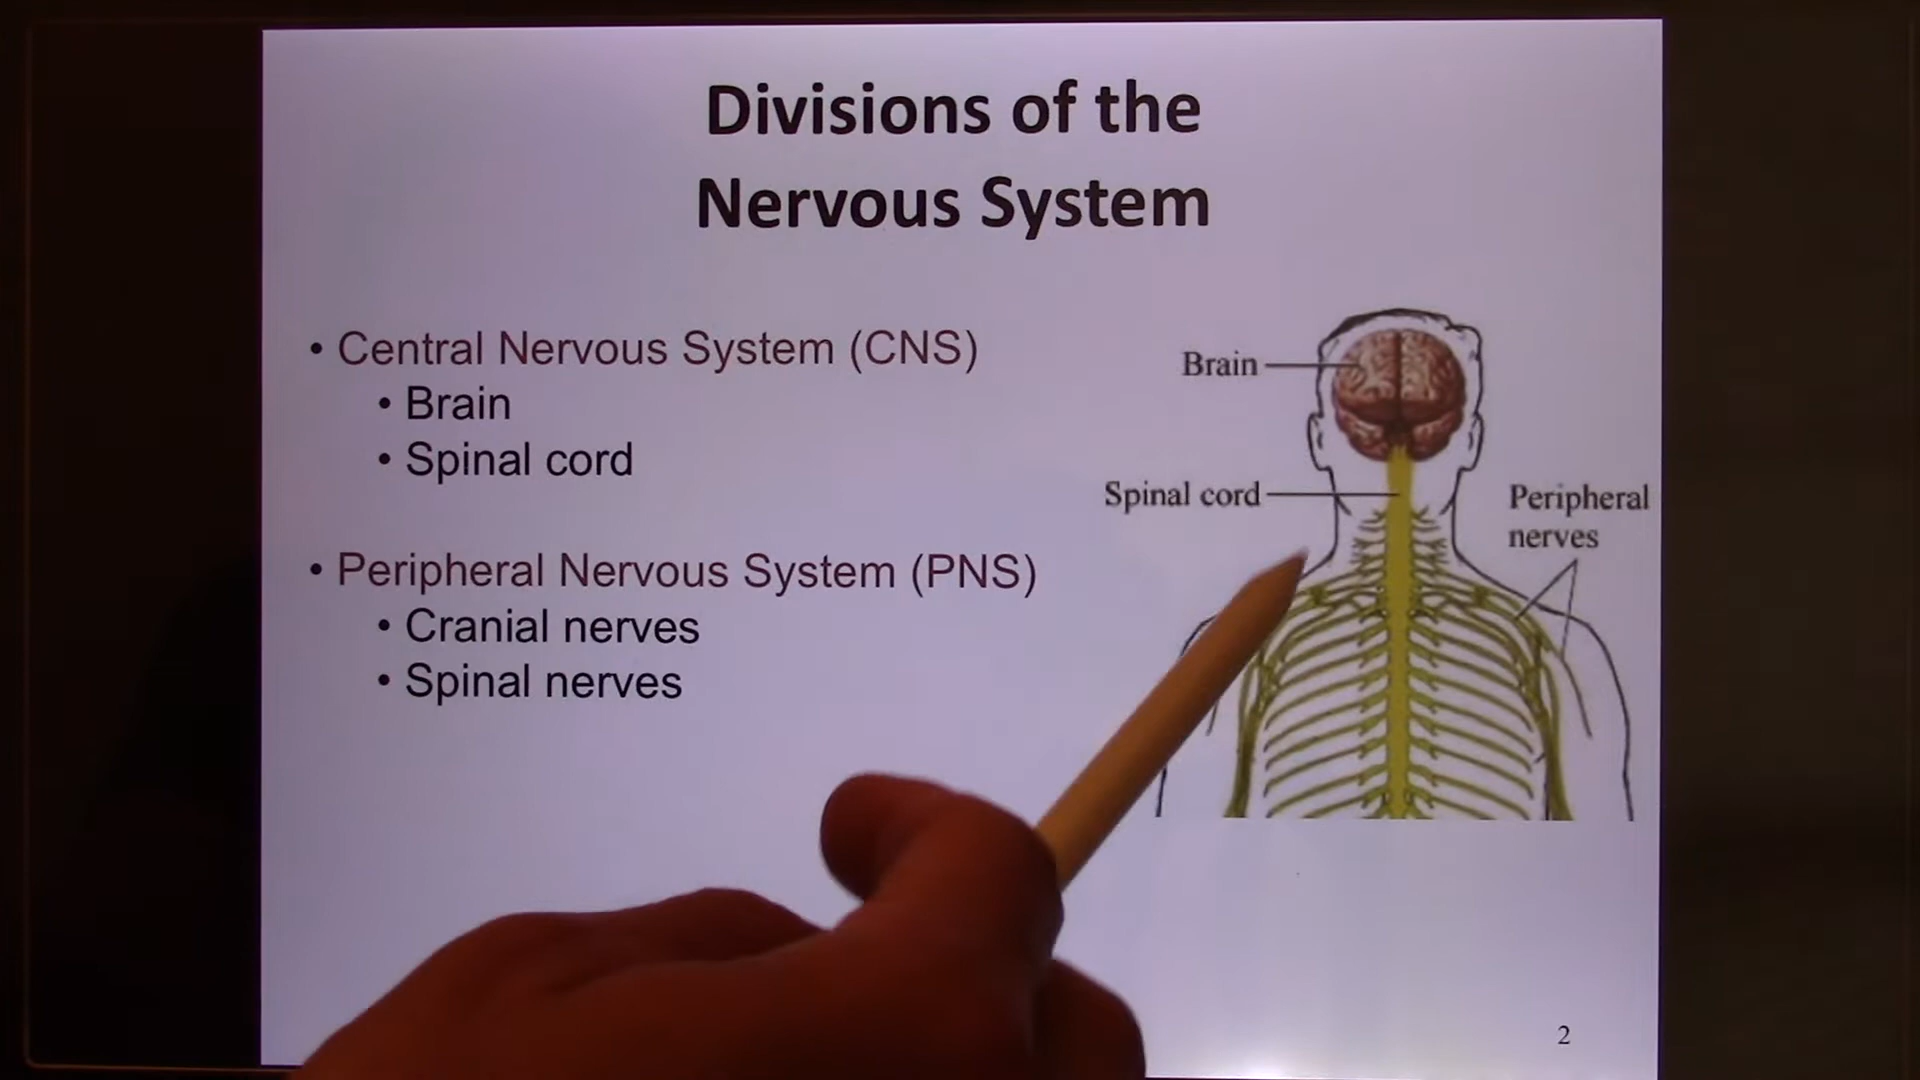 Divisions of the
Nervous System
• Central Nervous System (CNS)
• Brain
• Spinal cord
• Peripheral Nervous System (PNS)
• Cranial nerves
• Spinal nerves
Brain
Spinal cord
Peripheral
nerves
2